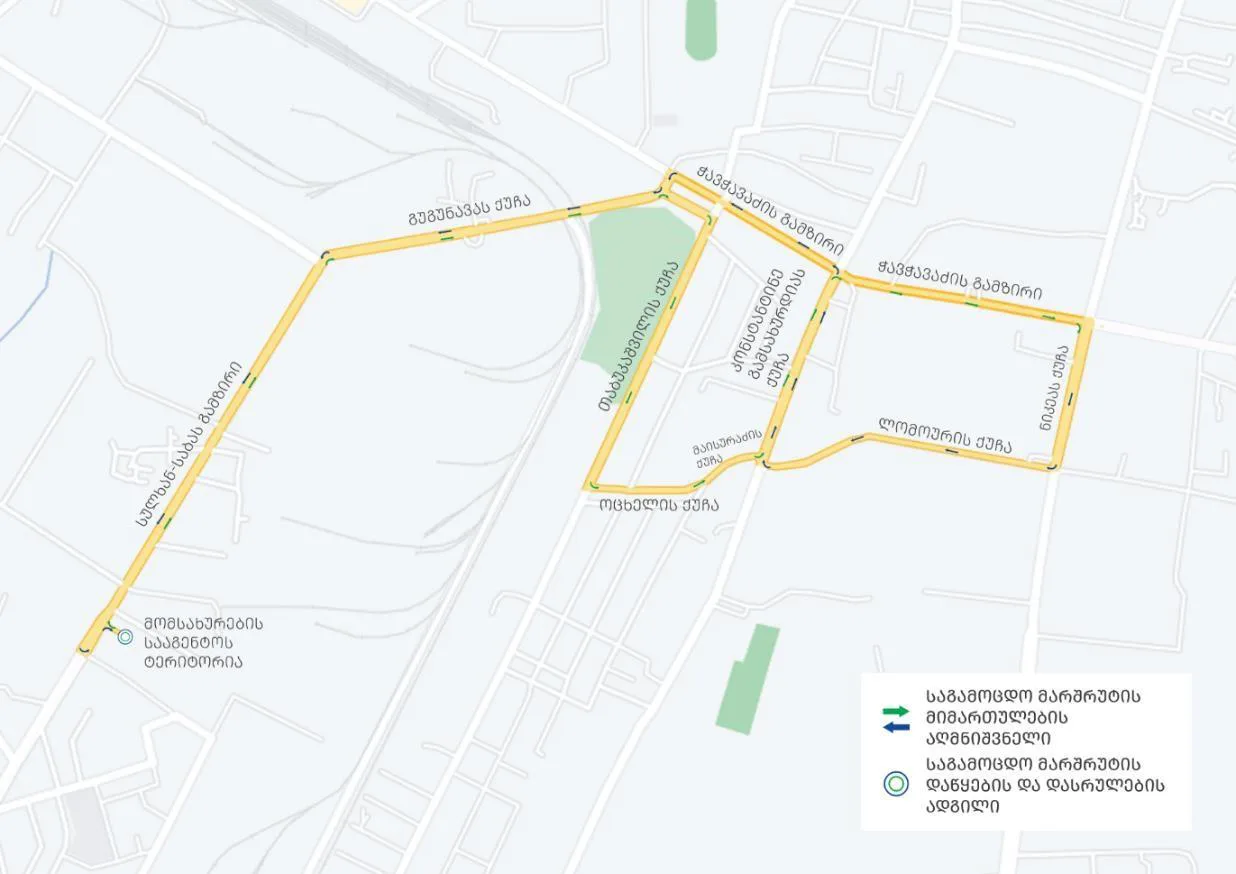 ჭავჭავაძის გამზირი
გუგუნავას ქუჩა
ჭავჭავაძის გამზირი
თაბუკაშვილის ქუჩა
კონსტანტინე
გამსახურდიას
ქუჩა
ნიკეას ქუჩა
სულხან-საბას გამზირი
ლომოურის ქუჩა
მაისურაძის
ქუჩა
ოცხელის ქუჩა
მომსახურების
სააგენტოს
ტერიტორია
საგამოცდო მარშრუტის
მიმართულების
აღმნიშვნელი
საგამოცდო მარშრუტის
დაწყების და დასრულების
ადგილი